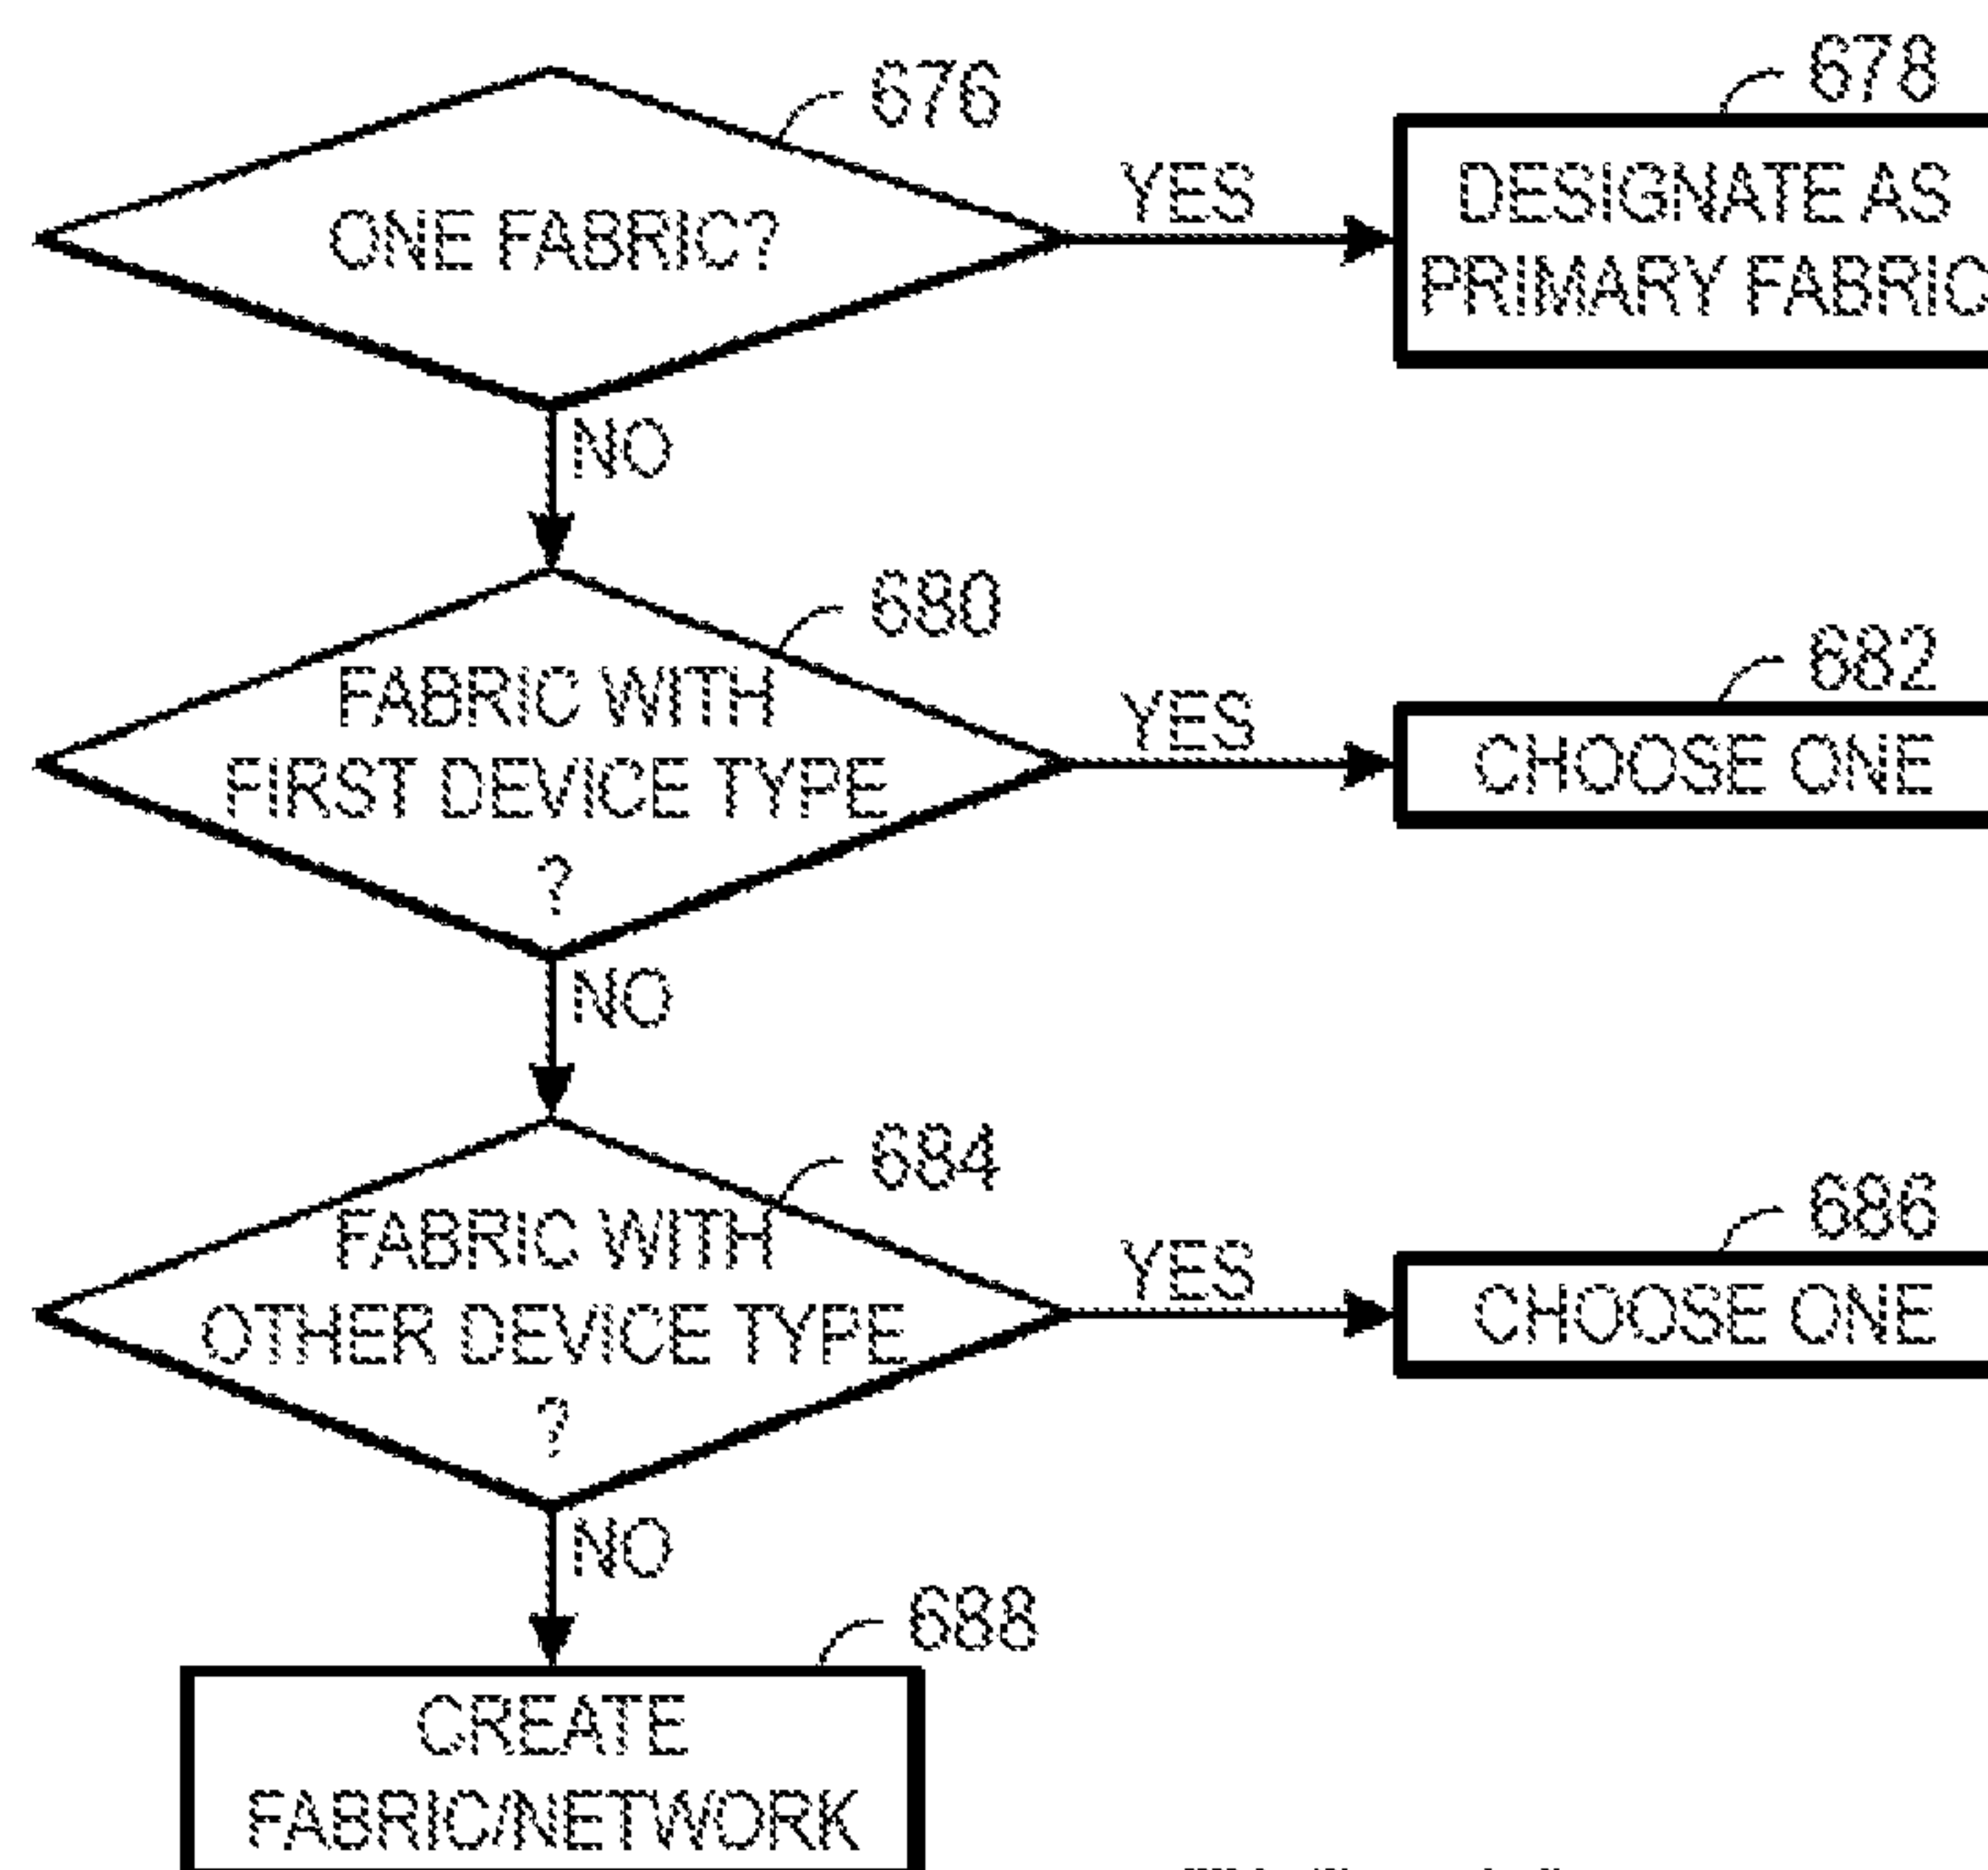 676
ONE FABRIC?
YES
678
DESIGNATE AS
PRIMARY FABRIC
NO
680
FABRIC WITH
FIRST DEVICE TYPE
?
YES
682
CHOOSE ONE
NO
684
FABRIC WITH
OTHER DEVICE TYPE
?
YES
686
CHOOSE ONE
NO
688
CREATE
FABRIC/NETWORK